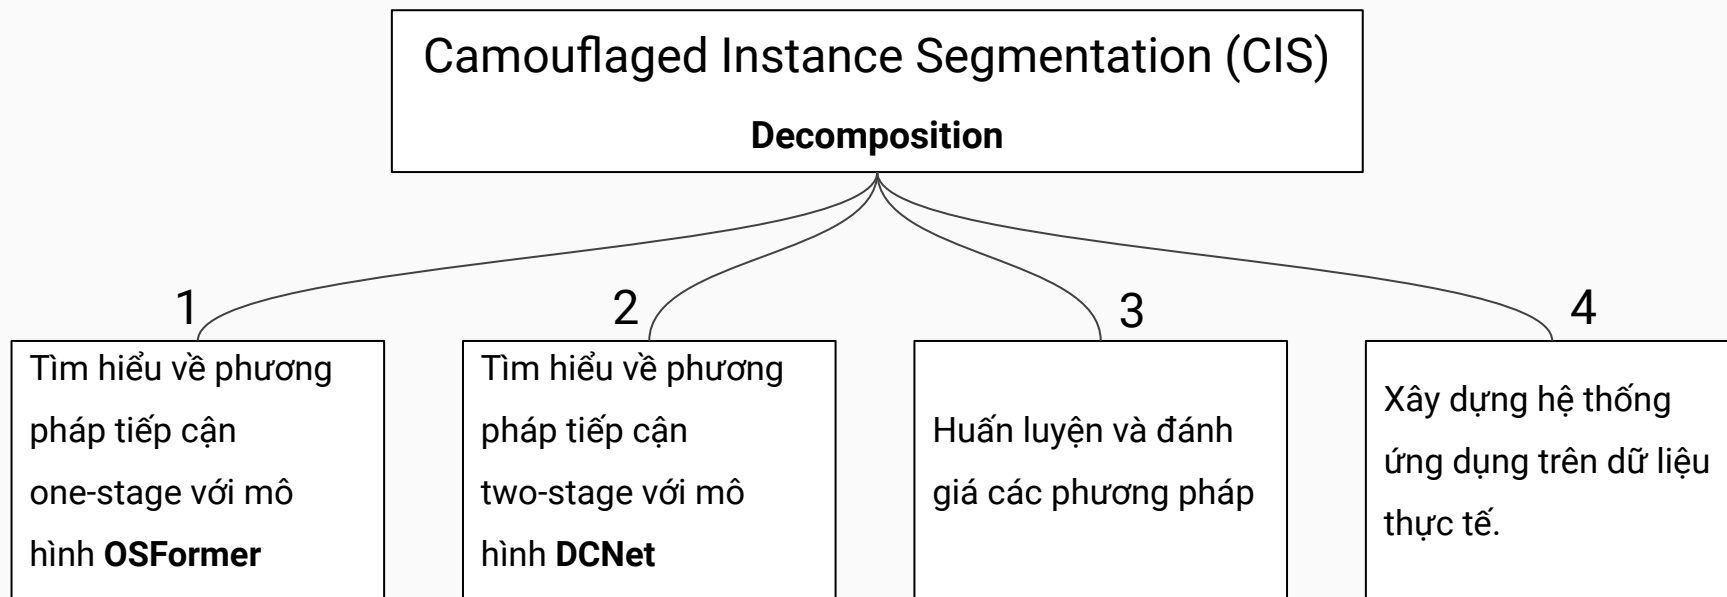 Camouflaged Instance Segmentation (CIS)
Decomposition
1
Tìm hiểu về phương
pháp tiếp cận
one-stage với mô
hình OSFormer
2
Tìm hiểu về phương
pháp tiếp cận
two-stage với mô
hình DCNet
3
Huấn luyện và đánh
giá các phương pháp
4
Xây dựng hệ thống
ứng dụng trên dữ liệu
thực tế.